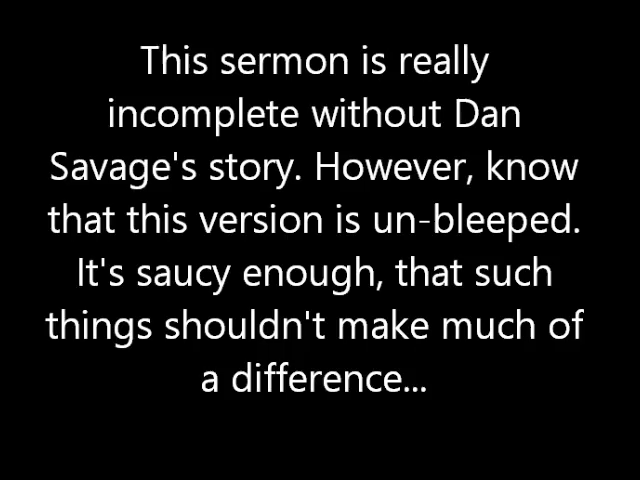 This sermon is really
incomplete without Dan
Savage's story. However, know
that this version is un-bleeped.
It's saucy enough, that such
things shouldn't make much of
a difference...